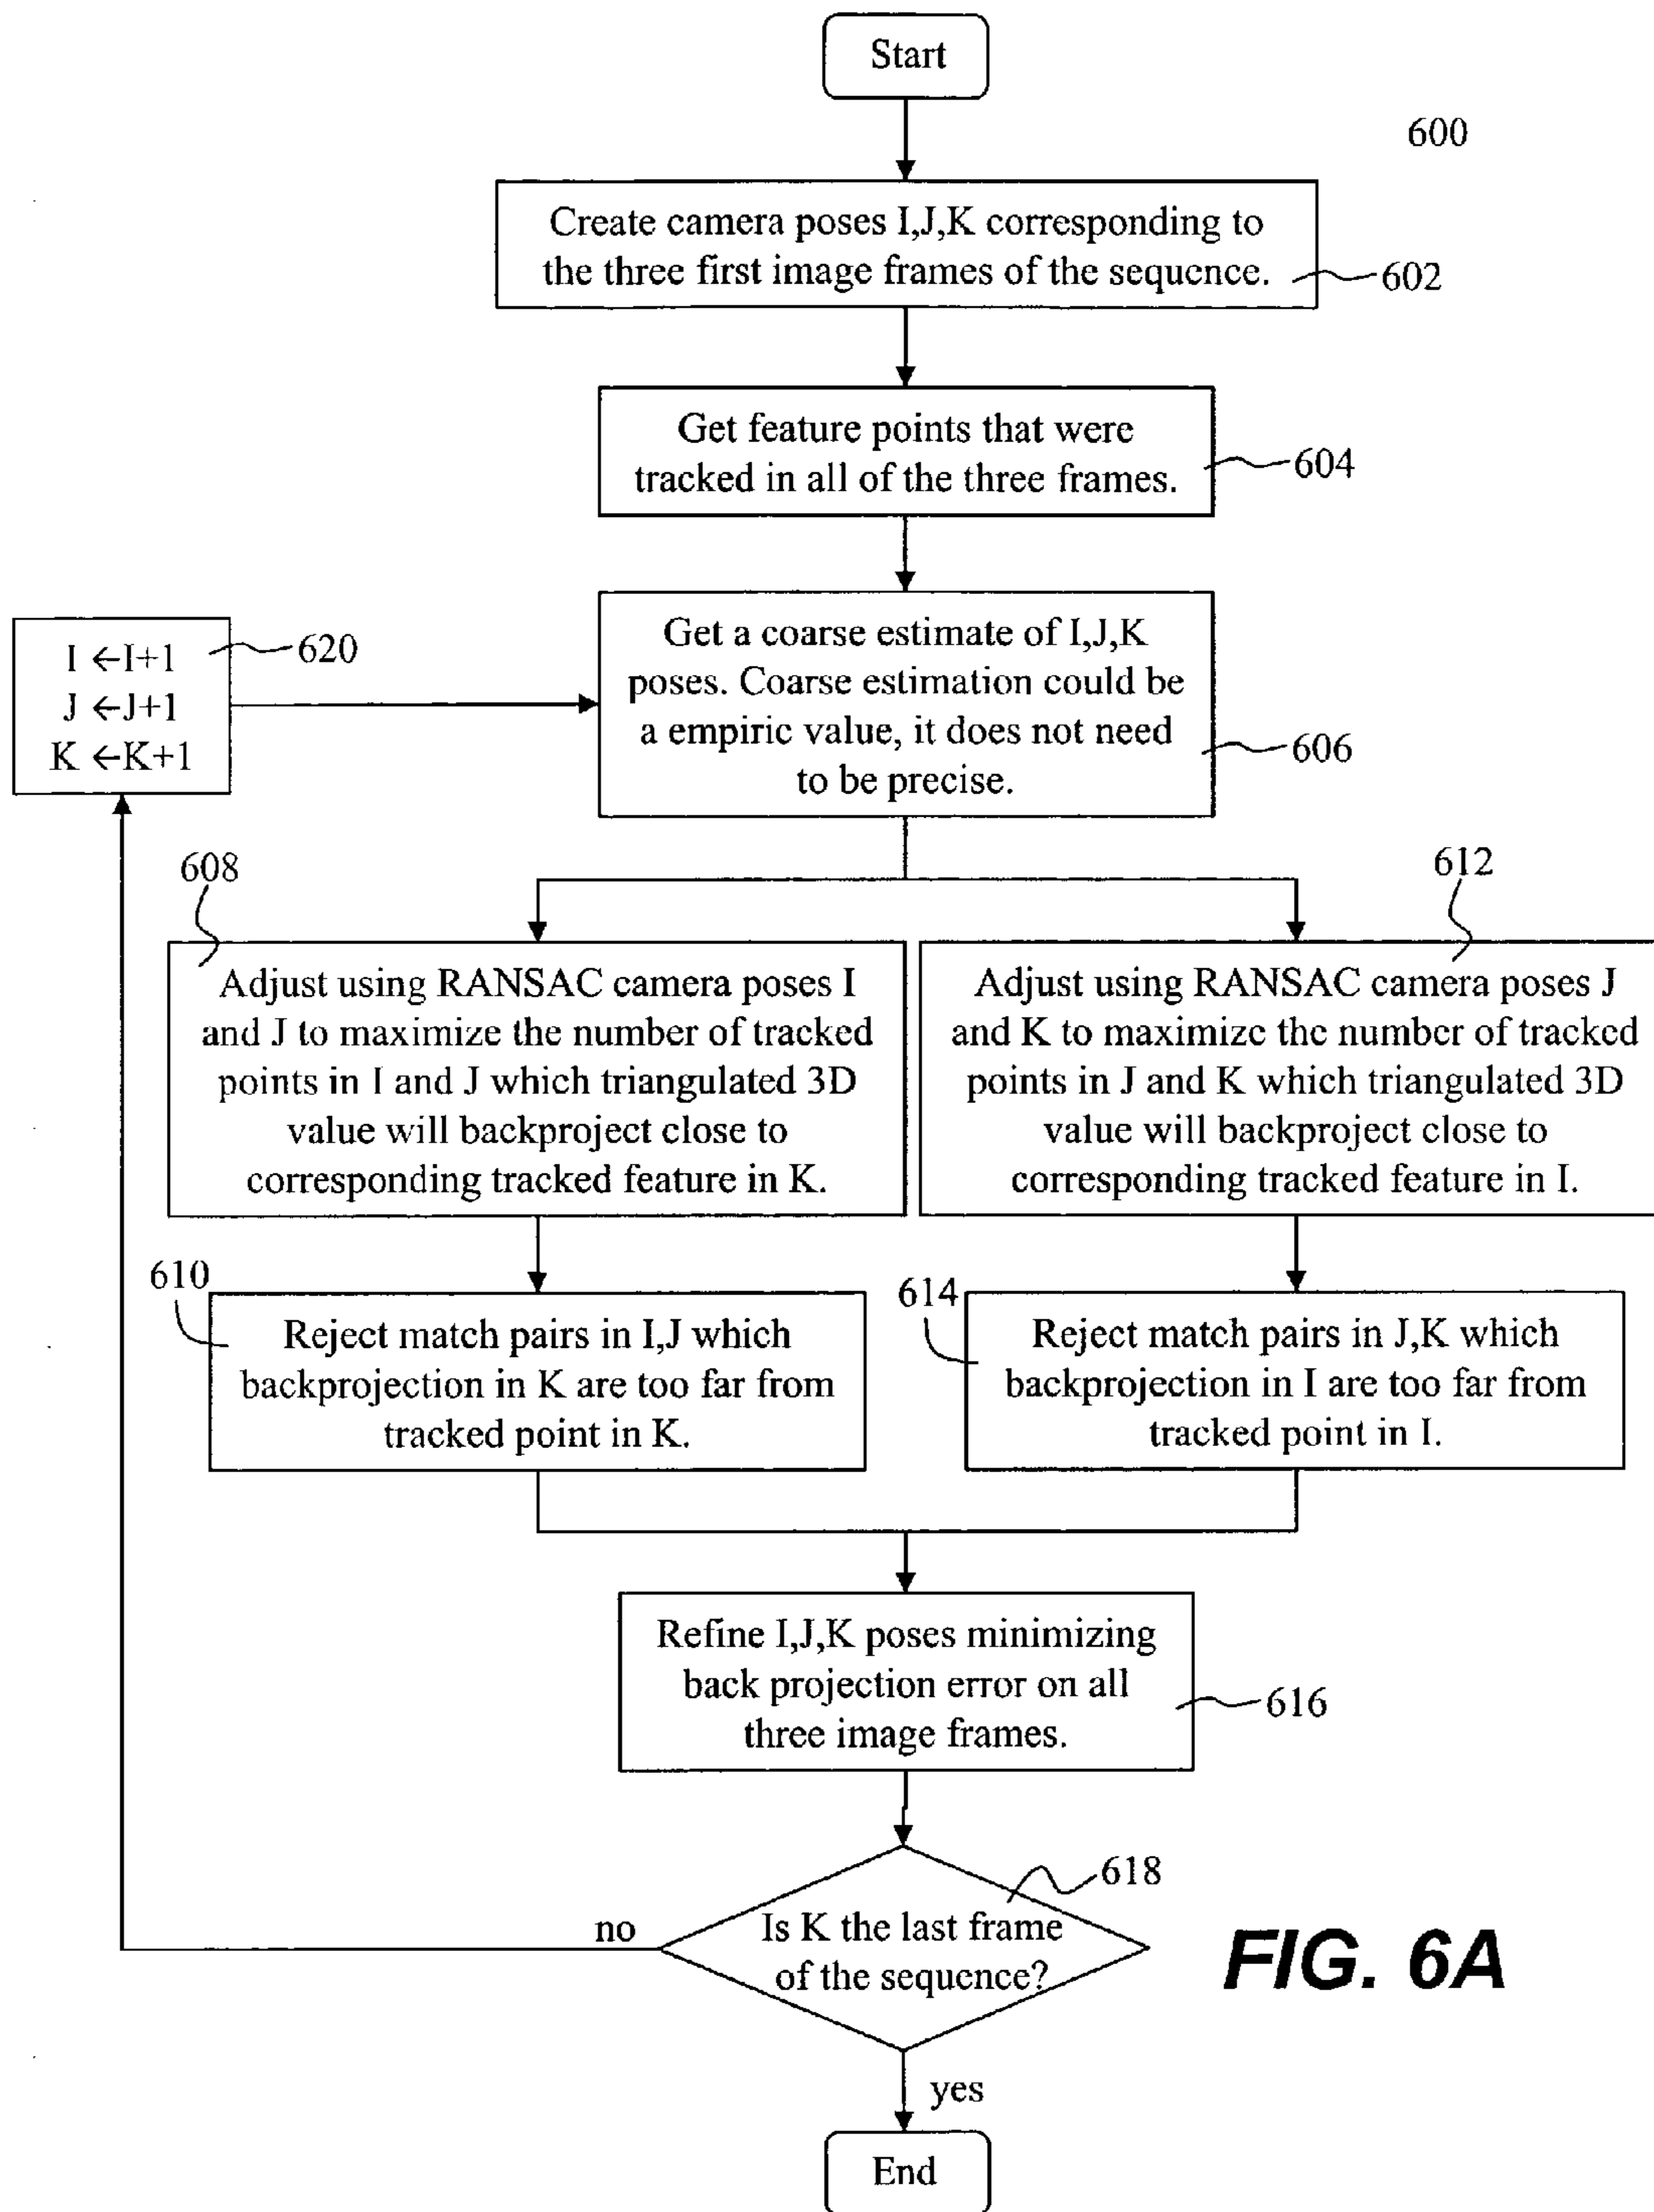 Start
600
Create camera poses I,J,K corresponding to
the three first image frames of the sequence.
602
Get feature points that were
tracked in all of the three frames.
604
I ←I+1
J ←J+1
K ←K+1
620
Get a coarse estimate of I,J,K
poses. Coarse estimation could be
a empiric value, it does not need
to be precise.
606
608
Adjust using RANSAC camera poses I
and J to maximize the number of tracked
points in I and J which triangulated 3D
value will backproject close to
corresponding tracked feature in K.
612
Adjust using RANSAC camera poses J
and K to maximize the number of tracked
points in J and K which triangulated 3D
value will backproject close to
corresponding tracked feature in I.
610
Reject match pairs in I,J which
backprojection in K are too far from
tracked point in K.
614
Reject match pairs in J,K which
backprojection in I are too far from
tracked point in I.
Refine I,J,K poses minimizing
back projection error on all
three image frames.
616
618
Is K the last frame
of the sequence?
no
yes
End
FIG. 6A